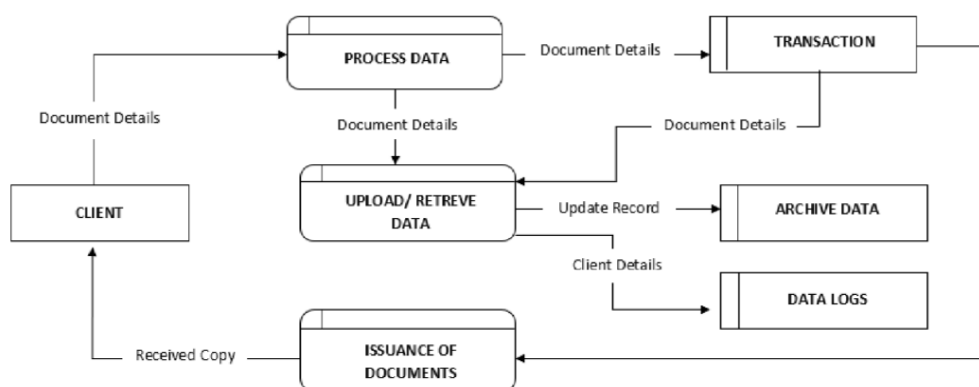 PROCESS DATA
Document Details
TRANSACTION
Document Details
Document Details
Document Details
CLIENT
UPLOAD/ RETREVE
DATA
Update Record
ARCHIVE DATA
Client Details
DATA LOGS
Received Copy
ISSUANCE OF
DOCUMENTS